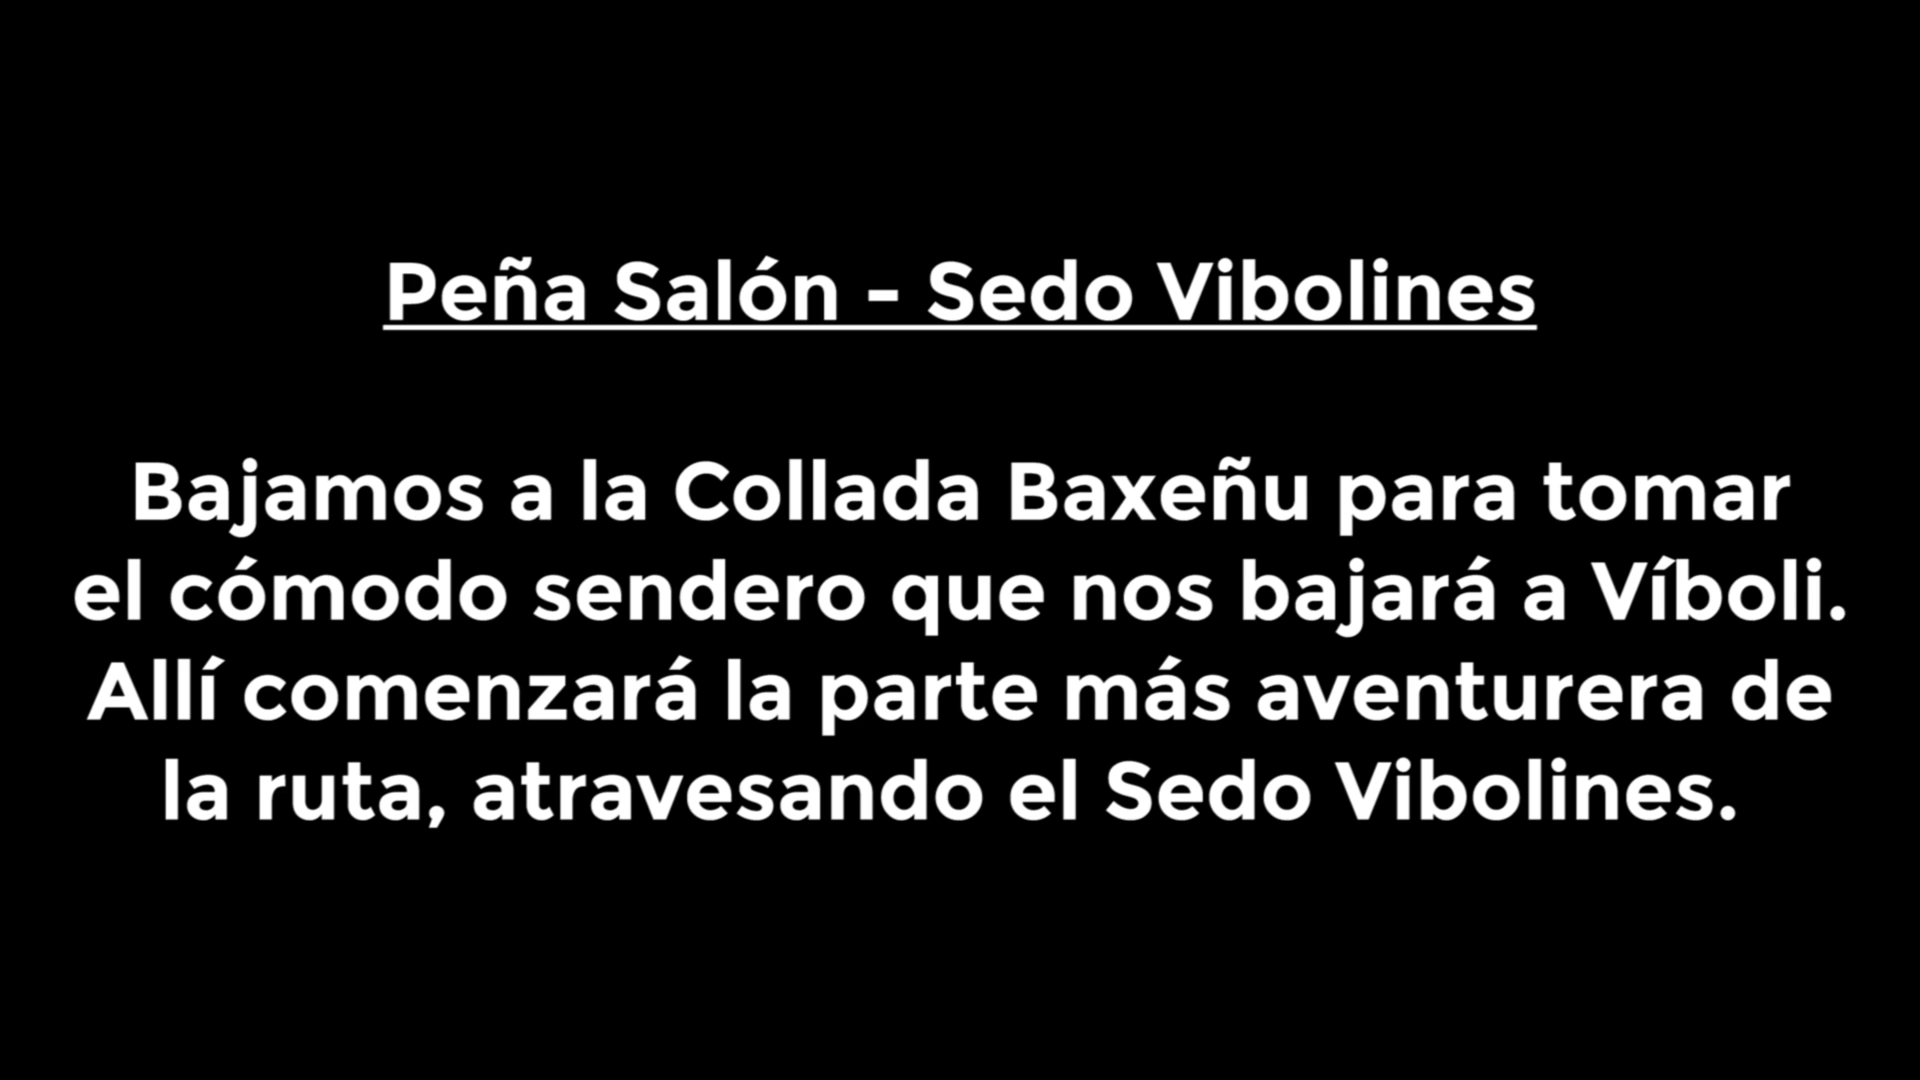 Peña Salón - Sedo Vibolines
Bajamos a la Collada Baxeñu para tomar
el cómodo sendero que nos bajará a Víboli.
Allí comenzará la parte más aventurera de
la ruta, atravesando el Sedo Vibolines.